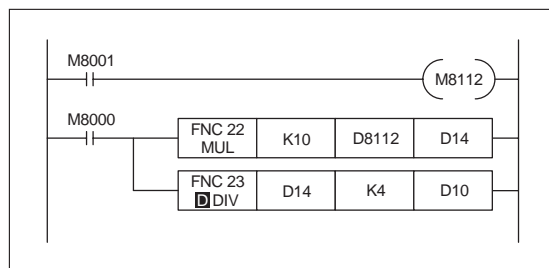 M8001
M8112
M8000
FNC 22
MUL
K10
D8112
D14
FNC 23
D DIV
D14
K4
D10